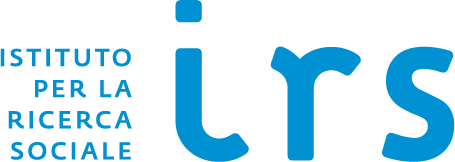 ISTITUTO
PER LA
RICERCA
SOCIALE
irs